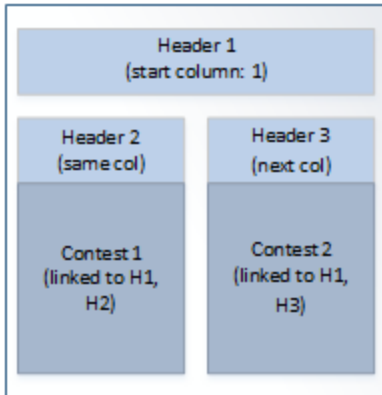 Header 1
(start column: 1)
Header 2
(same col)
Header 3
(next col)
Contest 1
(linked to H1,
H2)
Contest 2
(linked to H1,
H3)